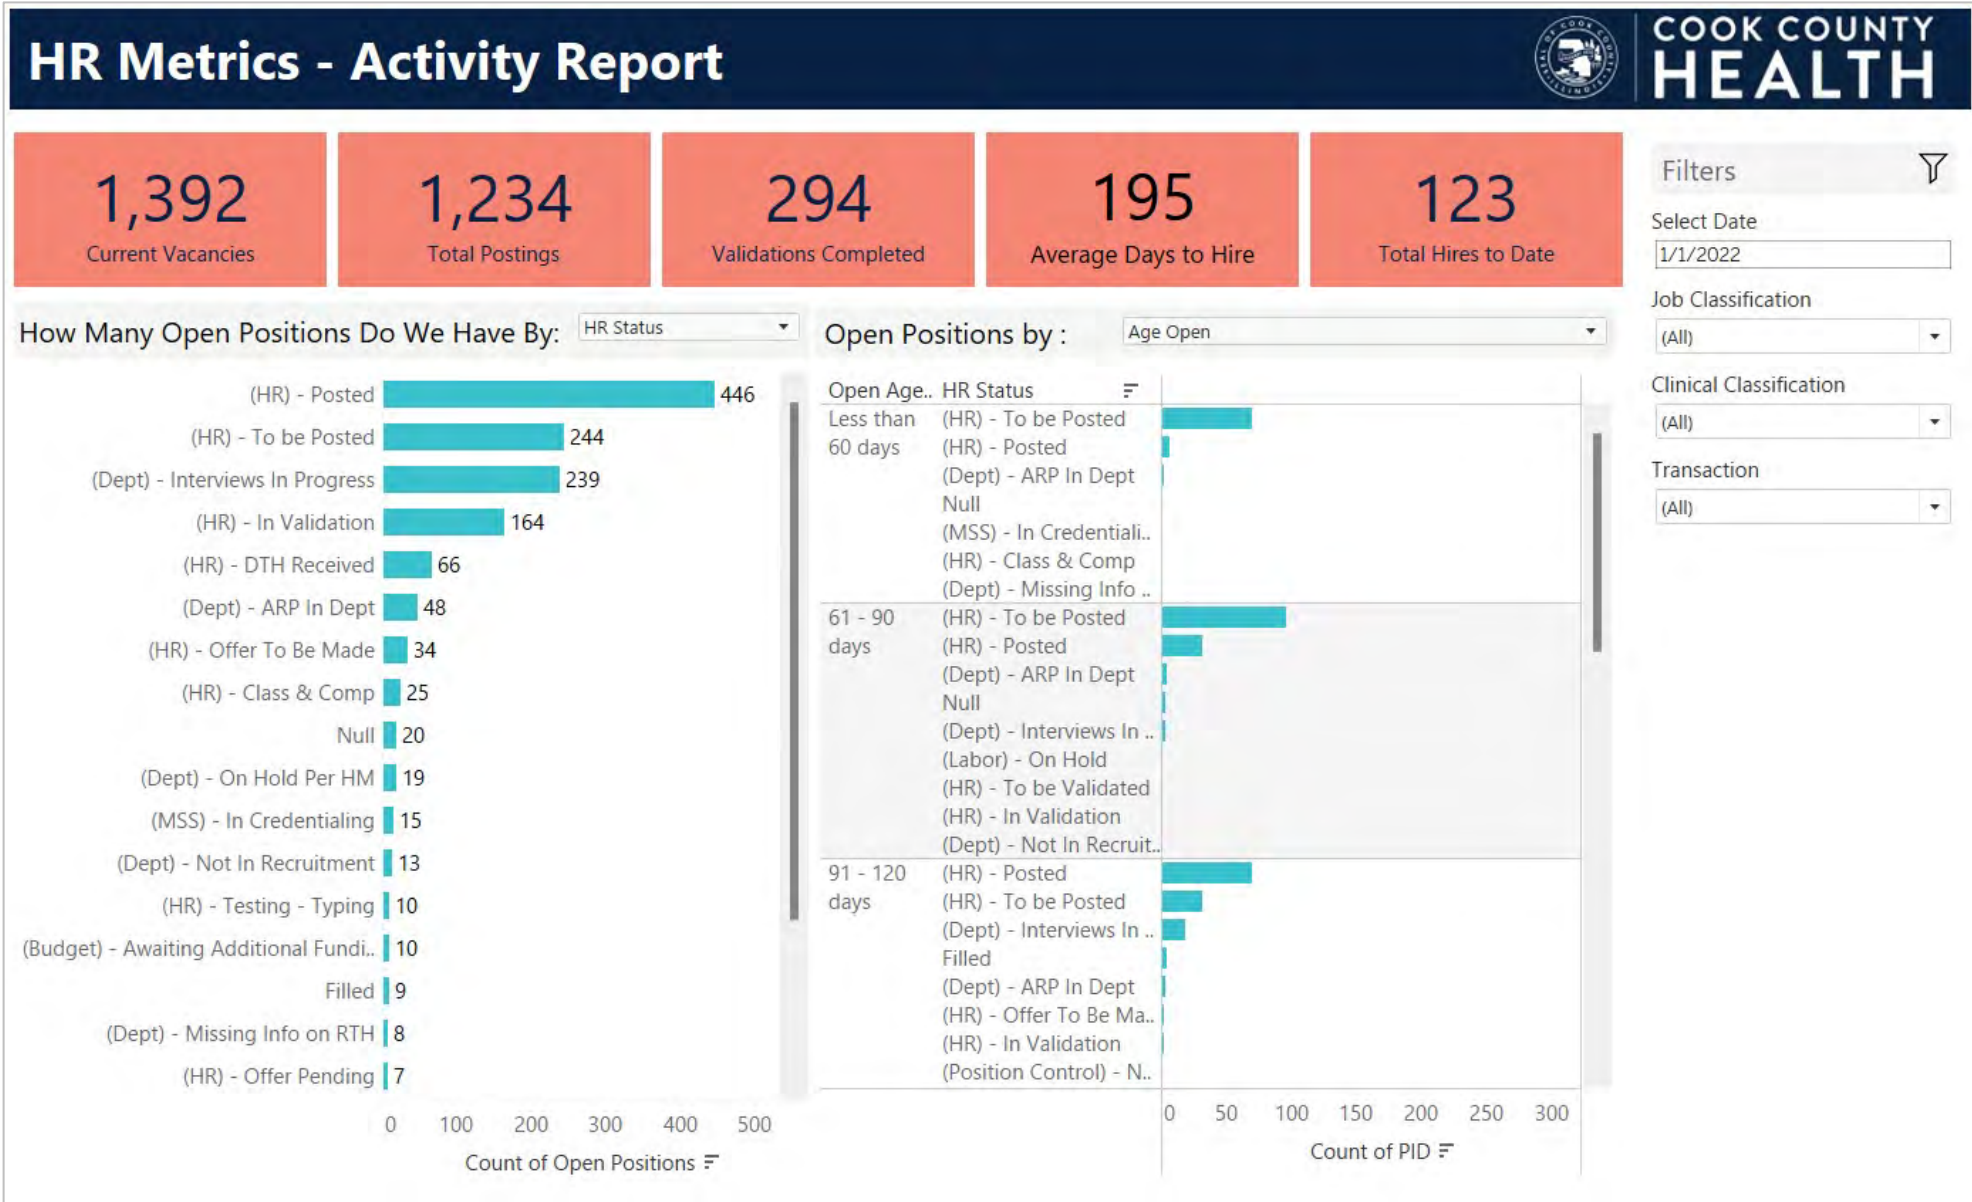 HR Metrics - Activity Report
COOK COUNTY
HEALTH
1,392
Current Vacancies
1,234
Total Postings
294
Validations Completed
195
Average Days to Hire
123
Total Hires to Date
Filters
Select Date
1/1/2022
Job Classification
(All)
Clinical Classification
(All)
Transaction
(All)
How Many Open Positions Do We Have By: HR Status
(HR) - Posted 446
(HR) - To be Posted 244
(Dept) - Interviews In Progress 239
(HR) - In Validation 164
(HR) - DTH Received 66
(Dept) - ARP In Dept 48
(HR) - Offer To Be Made 34
(HR) - Class & Comp 25
Null 20
(Dept) - On Hold Per HM 19
(MSS) - In Credentialing 15
(Dept) - Not In Recruitment 13
(HR) - Testing - Typing 10
(Budget) - Awaiting Additional Fundi.. 10
Filled 9
(Dept) - Missing Info on RTH 8
(HR) - Offer Pending 7
0 100 200 300 400 500
Count of Open Positions
Open Positions by : Age Open
Open Age.. HR Status
Less than (HR) - To be Posted
60 days (HR) - Posted
(Dept) - ARP In Dept
Null
(MSS) - In Credentiali..
(HR) - Class & Comp
(Dept) - Missing Info ..
61 - 90 (HR) - To be Posted
days (HR) - Posted
(Dept) - ARP In Dept
Null
(Dept) - Interviews In ..
(Labor) - On Hold
(HR) - To be Validated
(HR) - In Validation
(Dept) - Not In Recruit..
91 - 120 (HR) - Posted
days (HR) - To be Posted
(Dept) - Interviews In ..
Filled
(Dept) - ARP In Dept
(HR) - Offer To Be Ma..
(HR) - In Validation
(Position Control) - N..
0 50 100 150 200 250 300
Count of PID